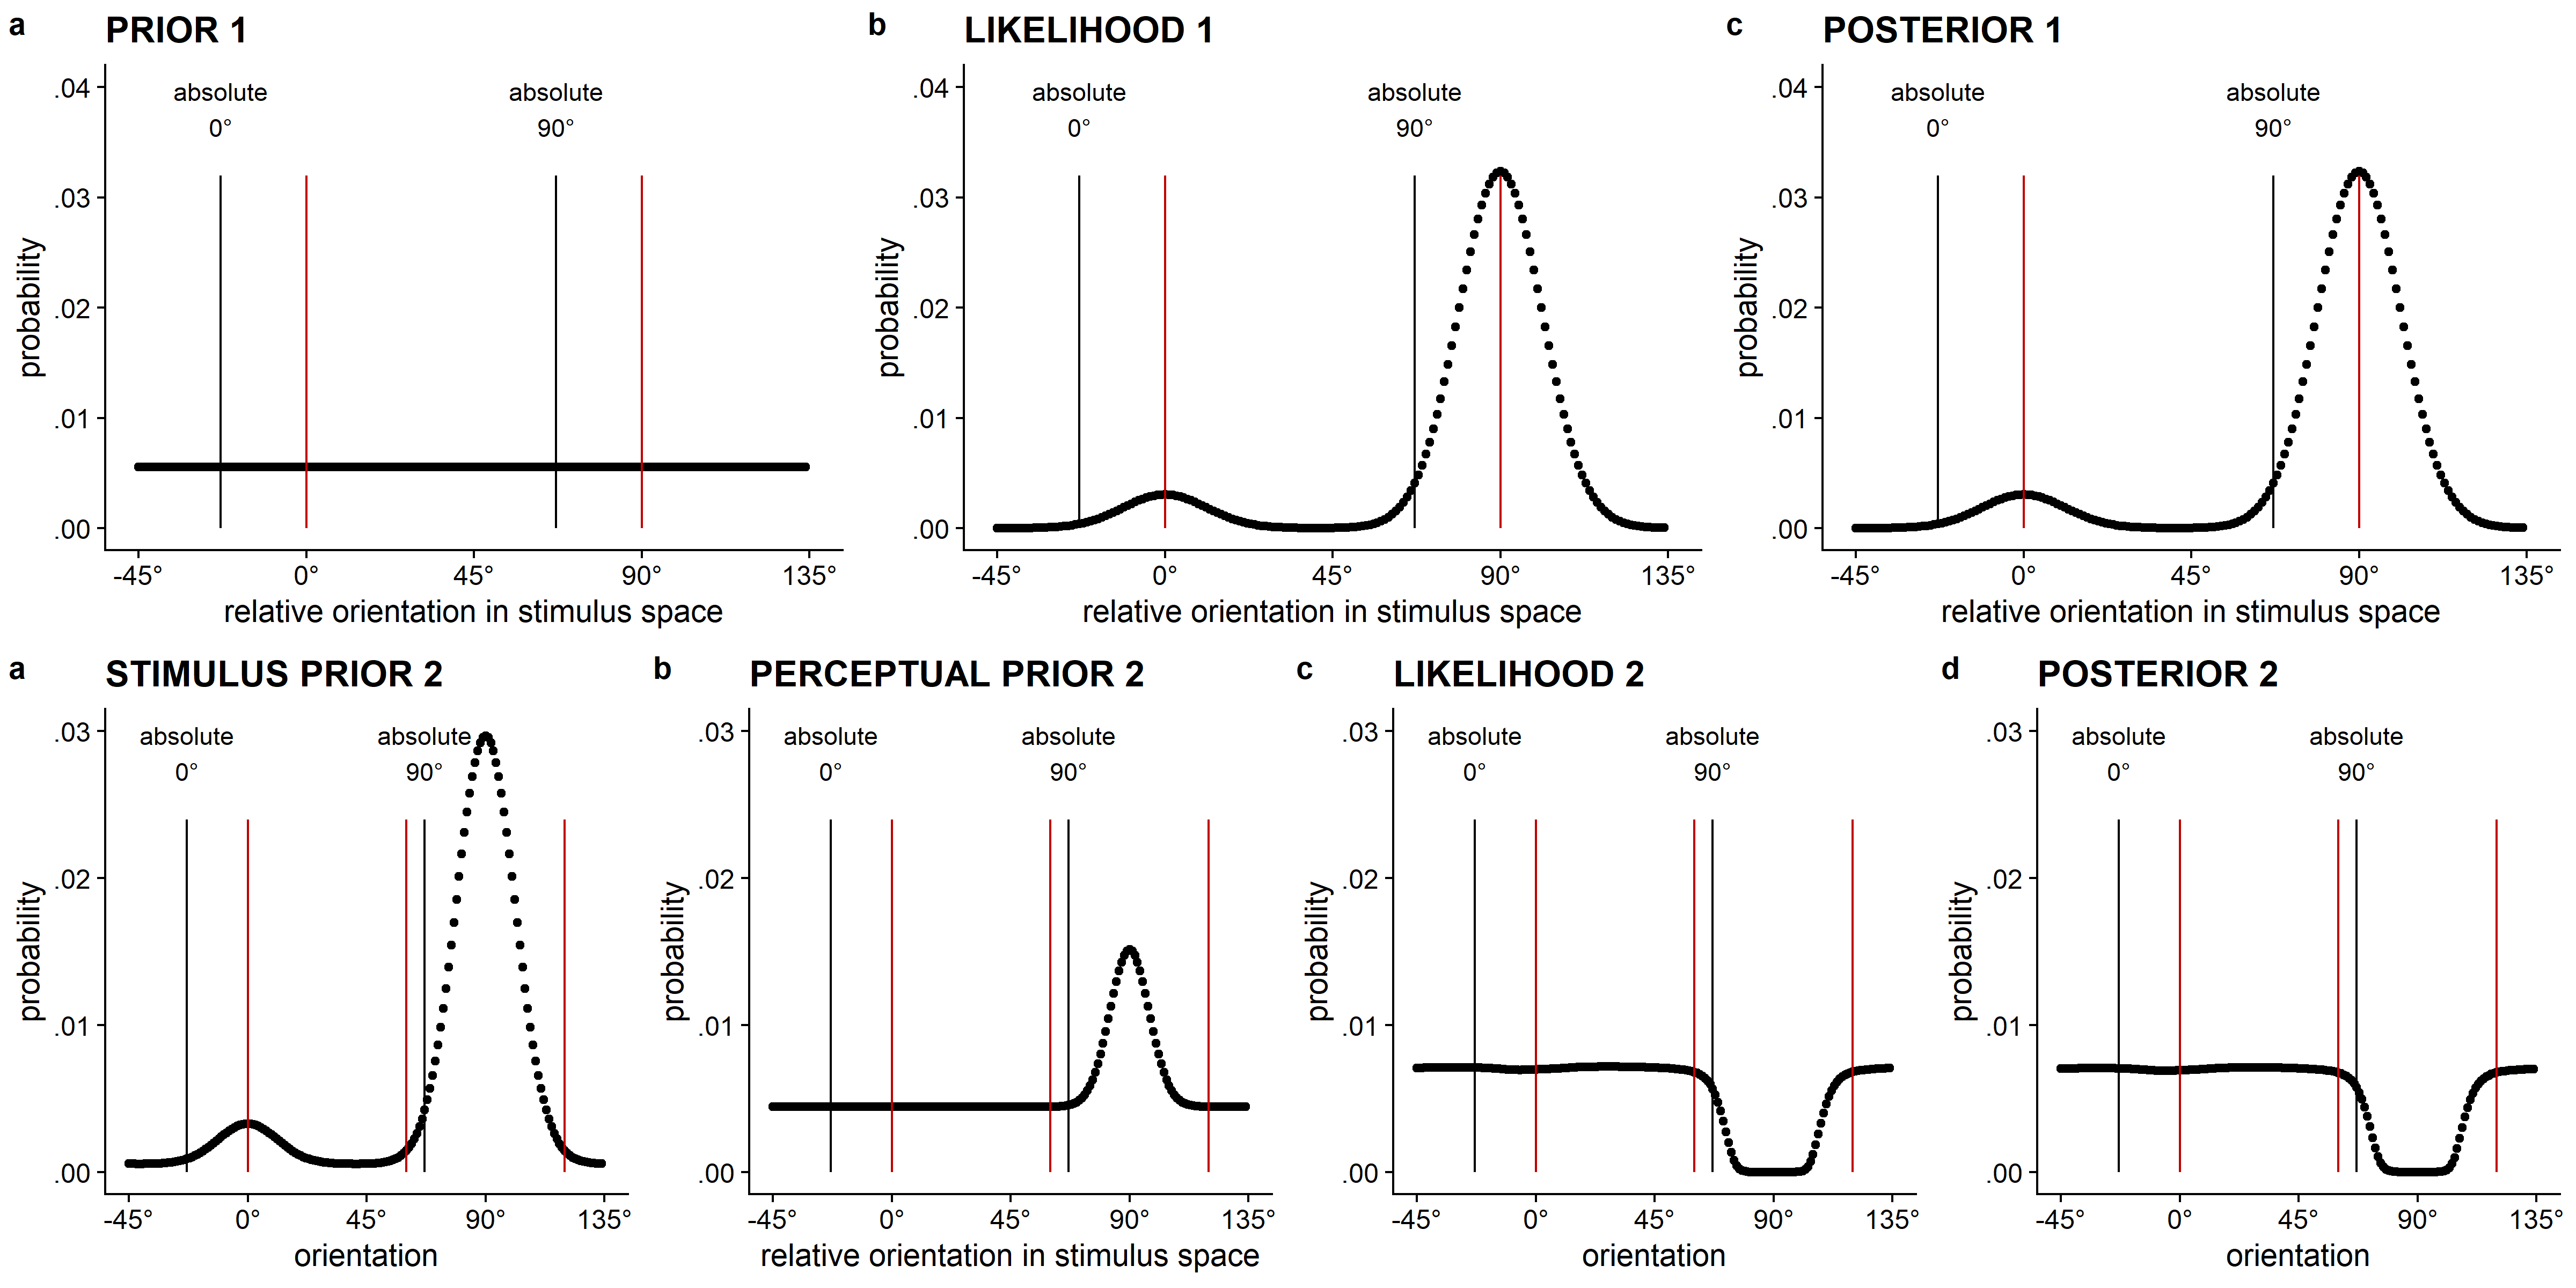 a PRIOR 1
.04
.03
.02
.01
.00
absolute
0°
absolute
90°
-45° 0° 45° 90° 135°
probability
relative orientation in stimulus space
b LIKELIHOOD 1
.04
.03
.02
.01
.00
absolute
0°
absolute
90°
-45° 0° 45° 90° 135°
probability
relative orientation in stimulus space
c POSTERIOR 1
.04
.03
.02
.01
.00
absolute
0°
absolute
90°
-45° 0° 45° 90° 135°
probability
relative orientation in stimulus space
a STIMULUS PRIOR 2
.03
.02
.01
.00
absolute
0°
absolute
90°
-45° 0° 45° 90° 135°
probability
orientation
b PERCEPTUAL PRIOR 2
.03
.02
.01
.00
absolute
0°
absolute
90°
-45° 0° 45° 90° 135°
probability
relative orientation in stimulus space
c LIKELIHOOD 2
.03
.02
.01
.00
absolute
0°
absolute
90°
-45° 0° 45° 90° 135°
probability
orientation
d POSTERIOR 2
.03
.02
.01
.00
absolute
0°
absolute
90°
-45° 0° 45° 90° 135°
probability
orientation